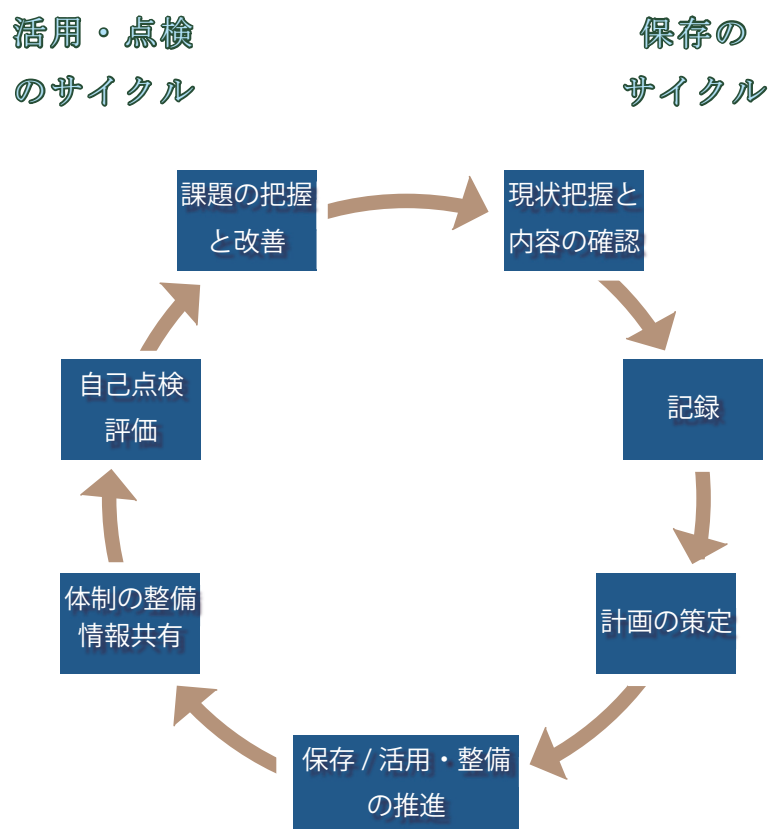 活用・点検
のサイクル
保存の
サイクル
課題の把握
と改善
現状把握と
内容の確認
自己点検
評価
記録
体制の整備
情報共有
計画の策定
保存 / 活用・整備
の推進